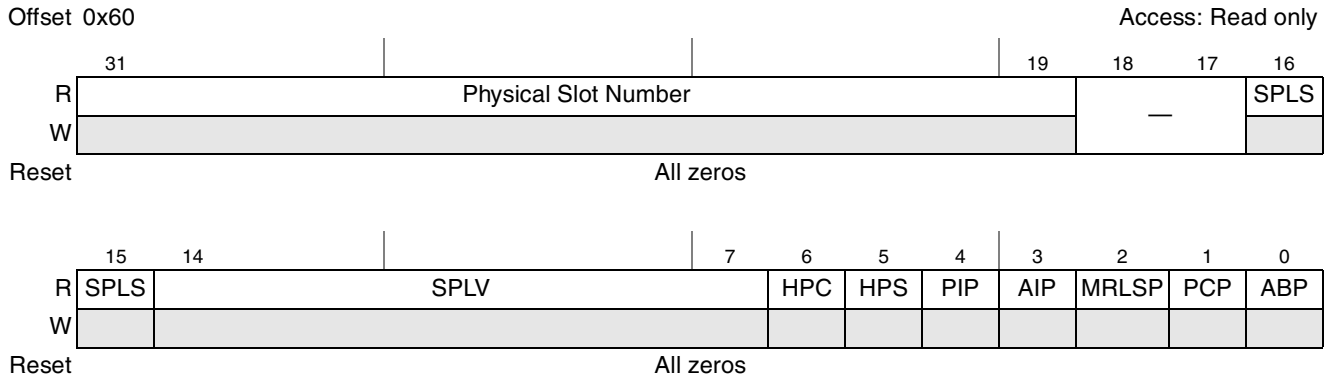 Offset 0x60 Access: Read only
31 19 18 17 16
R Physical Slot Number — SPLS
W
Reset All zeros
15 14 7 6 5 4 3 2 1 0
R SPLS SPLV HPC HPS PIP AIP MRLSP PCP ABP
W
Reset All zeros